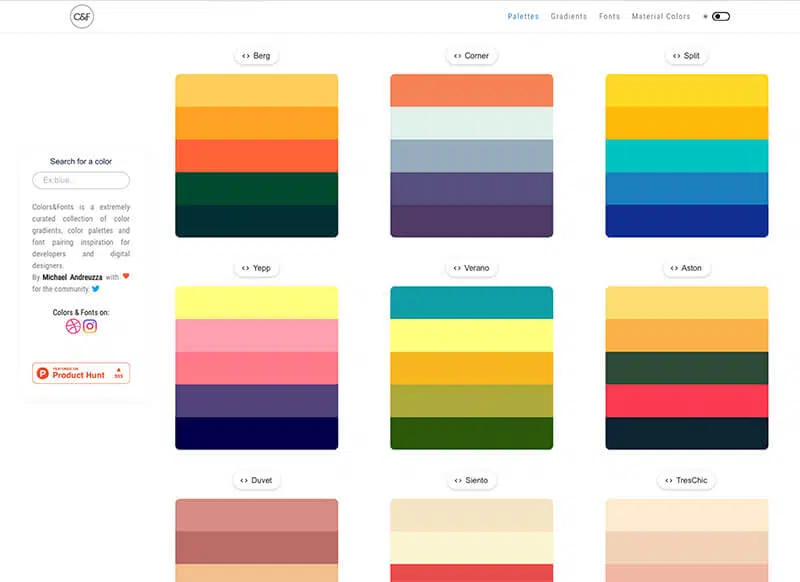 C&F
Palettes Gradients Fonts Material Colors
Berg
Corner
Split
Search for a color
Ex:blue...
Colors&Fonts is a extremely
curated collection of color
gradients, color palettes and
font pairing inspiration for
developers and digital
designers.
By Michael Andreuzza with
for the community.
Colors & Fonts on:
FEATURED ON
Product Hunt
Yepp
Verano
Aston
Duvet
Siento
TresChic